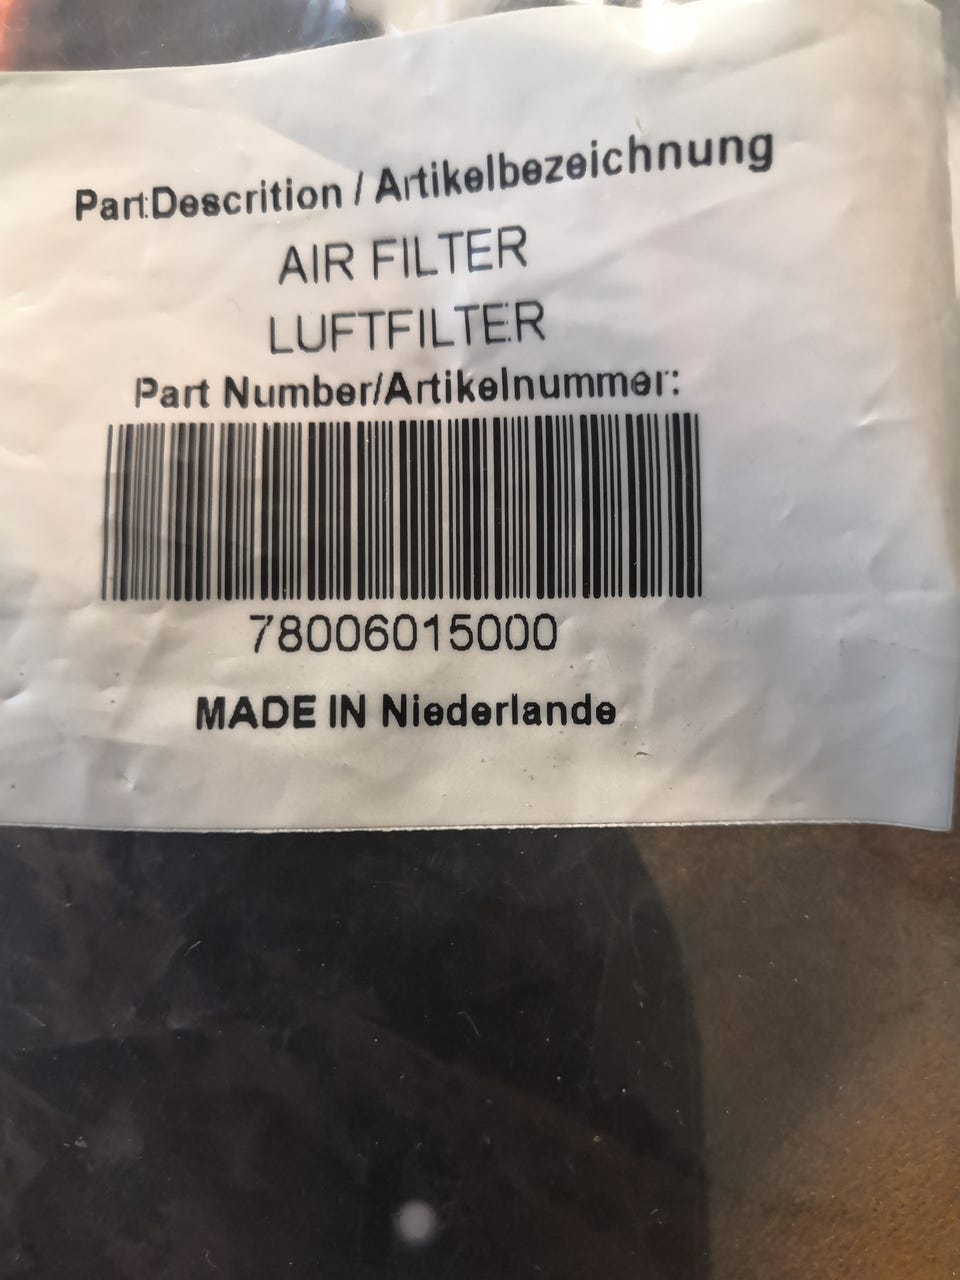 Part Descrition / Artikelbezeichnung
AIR FILTER
LUFTFILTER
Part Number/Artikelnummer:
78006015000
MADE IN Niederlande